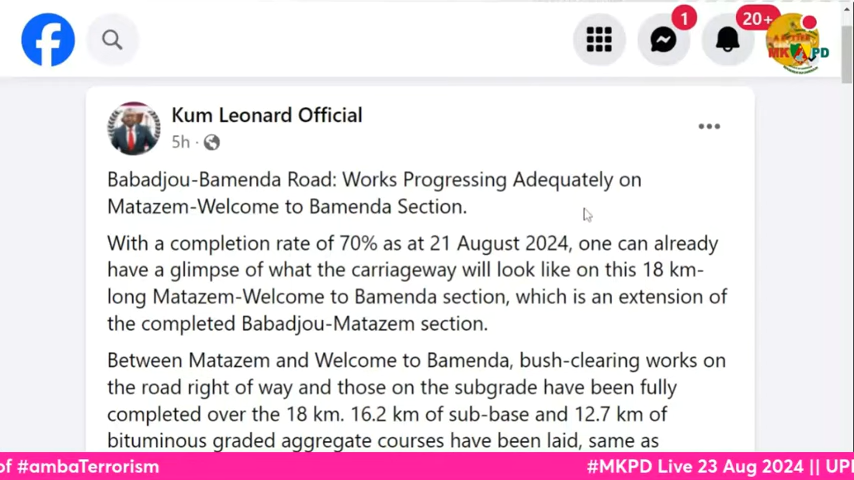 1
20+
A BETTER
MK PD
Kum Leonard Official
5h ·
Babadjou-Bamenda Road: Works Progressing Adequately on
Matazem-Welcome to Bamenda Section.
With a completion rate of 70% as at 21 August 2024, one can already
have a glimpse of what the carriageway will look like on this 18 km-
long Matazem-Welcome to Bamenda section, which is an extension of
the completed Babadjou-Matazem section.
Between Matazem and Welcome to Bamenda, bush-clearing works on
the road right of way and those on the subgrade have been fully
completed over the 18 km. 16.2 km of sub-base and 12.7 km of
bituminous graded aggregate courses have been laid, same as
of #ambaTerrorism
#MKPD Live 23 Aug 2024 || UP